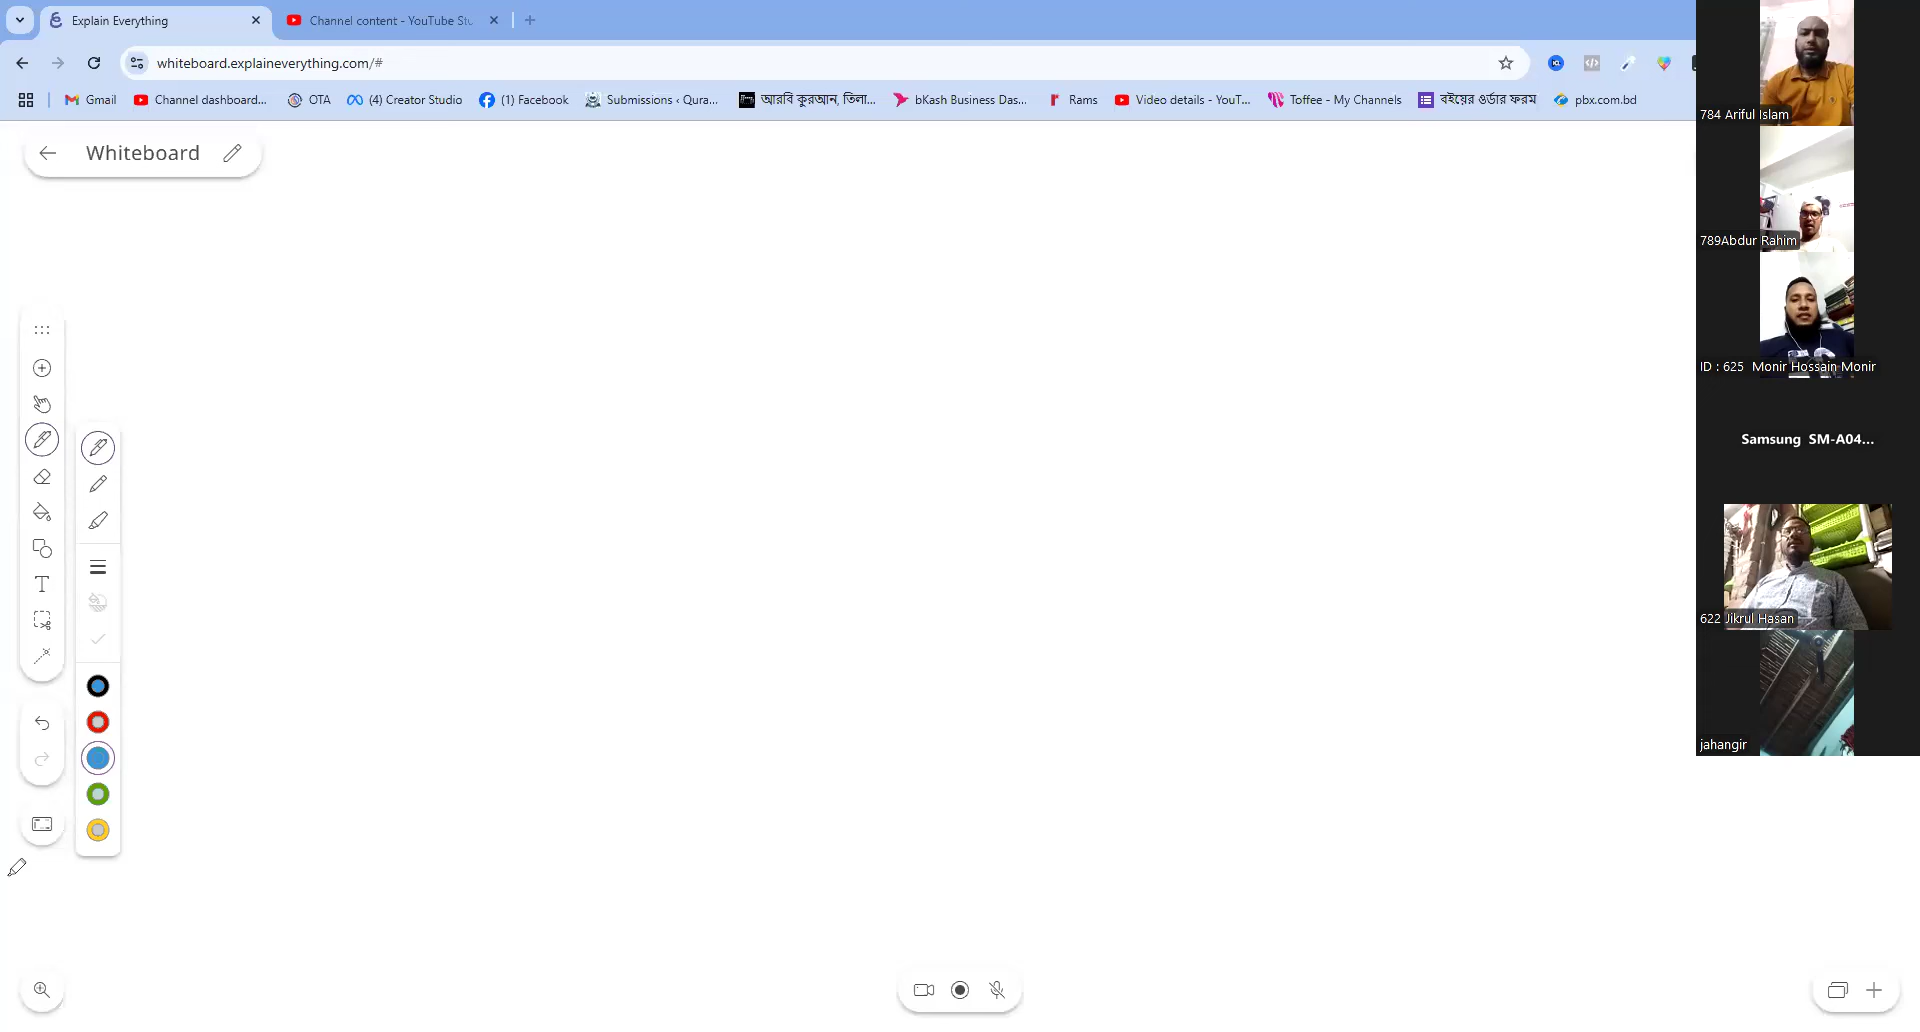 Explain Everything
Channel content - YouTube Stu
whiteboard.explaineverything.com/#
Gmail
Channel dashboard...
OTA
(4) Creator Studio
(1) Facebook
Submissions ‹ Qura...
আরবি কুরআন, তিলা...
bKash Business Das...
Rams
Video details - YouT...
Toffee - My Channels
বইয়ের ওর্ডার ফরম
pbx.com.bd
Whiteboard
784 Ariful Islam
789Abdur Rahim
ID : 625 Monir Hossain Monir
Samsung SM-A04...
622 Jikrul Hasan
jahangir